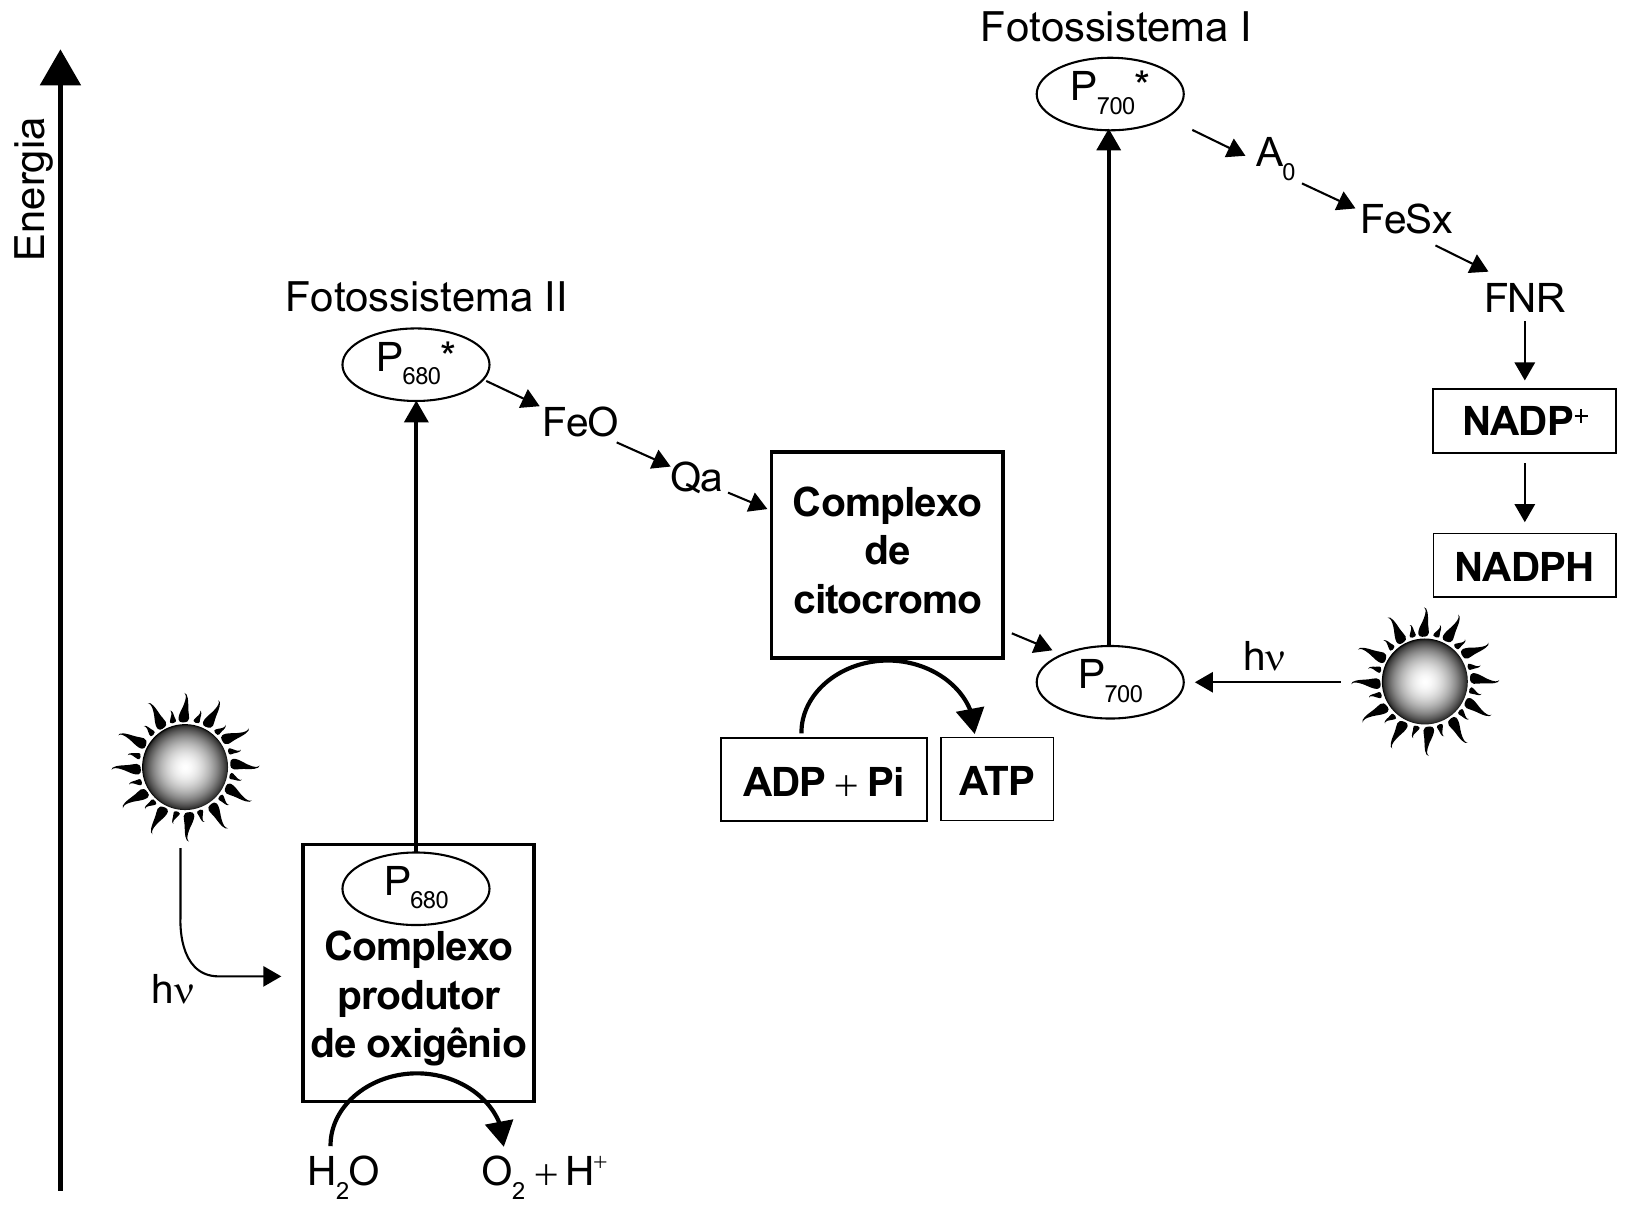 Fotossistema I
P700*
A0
FeSx
FNR
NADP+
NADPH
Energia
Fotossistema II
P680*
FeO
Qa
Complexo
de
citocromo
P700
hν
ADP + Pi
ATP
P680
Complexo
produtor
de oxigênio
hν
H2O
O2 + H+